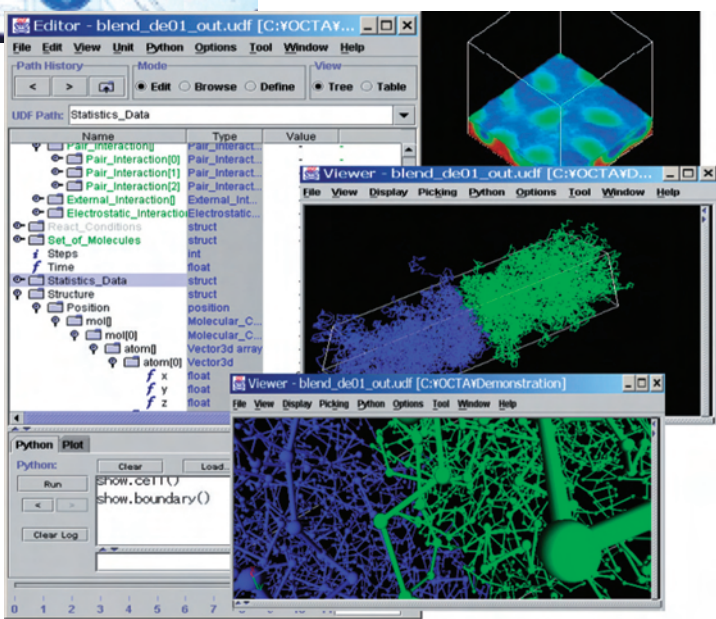 Editor - blend_de01_out.udf [C:¥OCTA¥...
File Edit View Unit Python Options Tool Window Help
Path History Mode View
< > Edit Browse Define Tree Table
UDF Path: Statistics_Data
Name Type Value
Pair_Interaction[] Pair_Interact... - -
Pair_Interaction[0] Pair_Interact...
Pair_Interaction[1] Pair_Interact...
Pair_Interaction[2] Pair_Interact...
External_Interaction[] External_Int...
Electrostatic_Interaction Electrostatic...
React_Conditions struct
Set_of_Molecules struct
i Steps int
f Time float
Statistics_Data struct
Structure struct
Position position
mol[] Molecular_C...
mol[0] Molecular_C...
atom[] Vector3d array
atom[0] Vector3d
f x float
f y float
f z float
Python Plot
Python: Clear Load..
Run
show.cell()
show.boundary()
< >
Clear Log
0 1 2 3 4 5 6 7
Viewer - blend_de01_out.udf [C:¥OCTA¥D...
File View Display Picking Python Options Tool Window Help
Viewer - blend_de01_out.udf [C:¥OCTA¥Demonstration]
File View Display Picking Python Options Tool Window Help